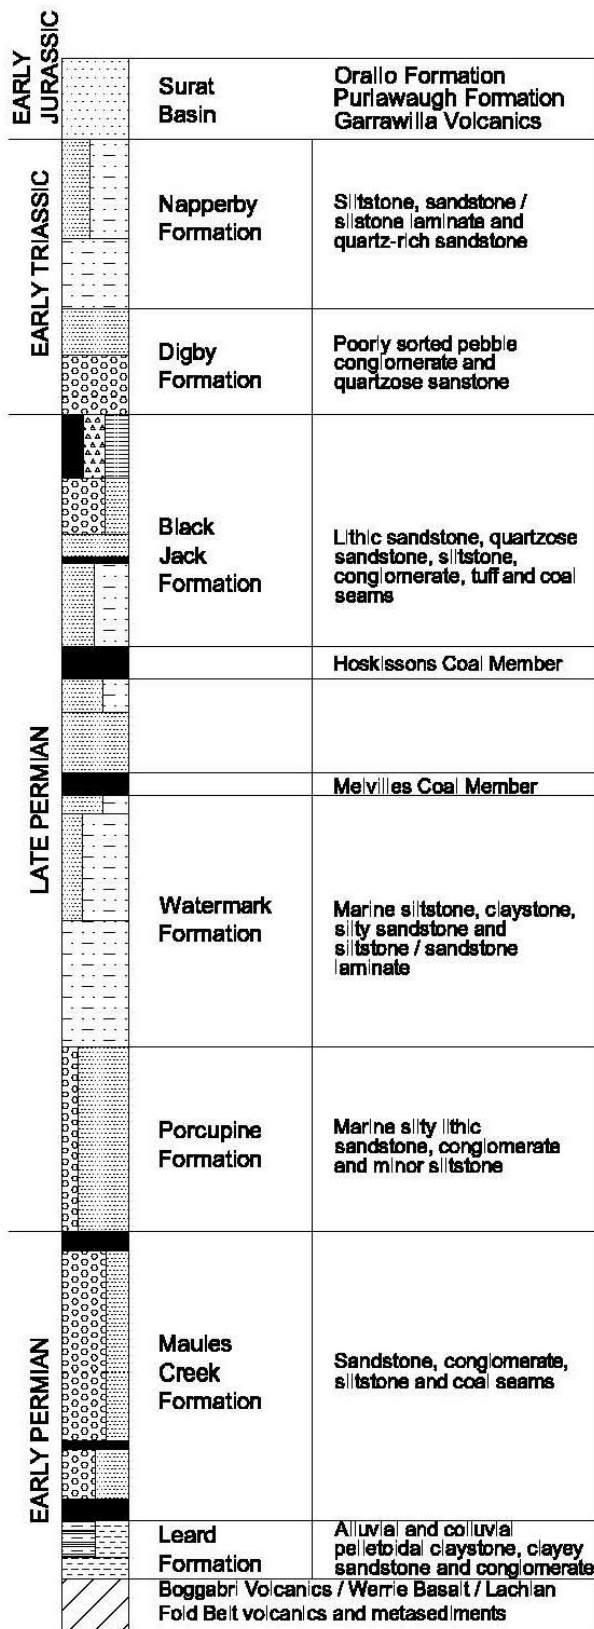 EARLY
JURASSIC
Surat
Basin
Orallo Formation
Purlawaugh Formation
Garrawilla Volcanics
EARLY TRIASSIC
Napperby
Formation
Siltstone, sandstone /
silstone laminate and
quartz-rich sandstone
Digby
Formation
Poorly sorted pebble
conglomerate and
quartzose sanstone
LATE PERMIAN
Black
Jack
Formation
Lithic sandstone, quartzose
sandstone, siltstone,
conglomerate, tuff and coal
seams
Hoskissons Coal Member
Melvilles Coal Member
Watermark
Formation
Marine siltstone, claystone,
silty sandstone and
siltstone / sandstone
laminate
Porcupine
Formation
Marine silty lithic
sandstone, conglomerate
and minor siltstone
EARLY PERMIAN
Maules
Creek
Formation
Sandstone, conglomerate,
siltstone and coal seams
Leard
Formation
Alluvial and colluvial
pelletoidal claystone, clayey
sandstone and conglomerate
Boggabri Volcanics / Werrie Basalt / Lachlan
Fold Belt volcanics and metasediments